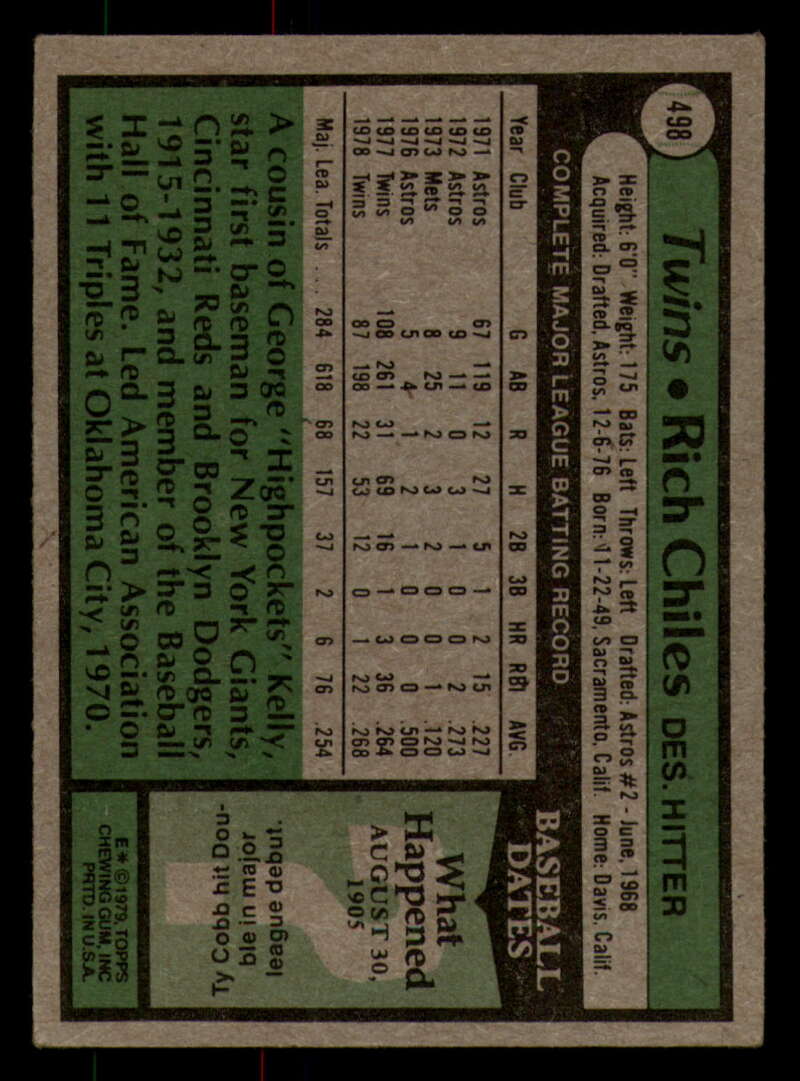 498
Twins • Rich Chiles DES. HITTER
Height: 6'0" Weight: 175 Bats: Left Throws: Left Drafted: Astros #2 - June, 1968
Acquired: Drafted, Astros, 12-6-76 Born: 11-22-49, Sacramento, Calif. Home: Davis, Calif.
COMPLETE MAJOR LEAGUE BATTING RECORD
Year Club G AB R H 2B 3B HR RBI AVG.
1971 Astros 67 119 12 27 5 1 2 15 .227
1972 Astros 9 11 0 3 1 0 0 2 .273
1973 Mets 8 25 2 3 2 0 0 1 .120
1976 Astros 5 4 1 2 1 0 0 0 .500
1977 Twins 108 261 31 69 16 1 3 36 .264
1978 Twins 87 198 22 53 12 0 1 22 .268
Maj. Lea. Totals .... 284 618 68 157 37 2 6 76 .254
A cousin of George "Highpockets" Kelly,
star first baseman for New York Giants,
Cincinnati Reds and Brooklyn Dodgers,
1915-1932, and member of the Baseball
Hall of Fame. Led American Association
with 11 Triples at Oklahoma City, 1970.
BASEBALL
DATES
What
Happened
AUGUST 30,
1905
Ty Cobb hit Dou-
ble in major
league debut.
E* © 1979, TOPPS
CHEWING GUM, INC
PRTD. IN U.S.A.